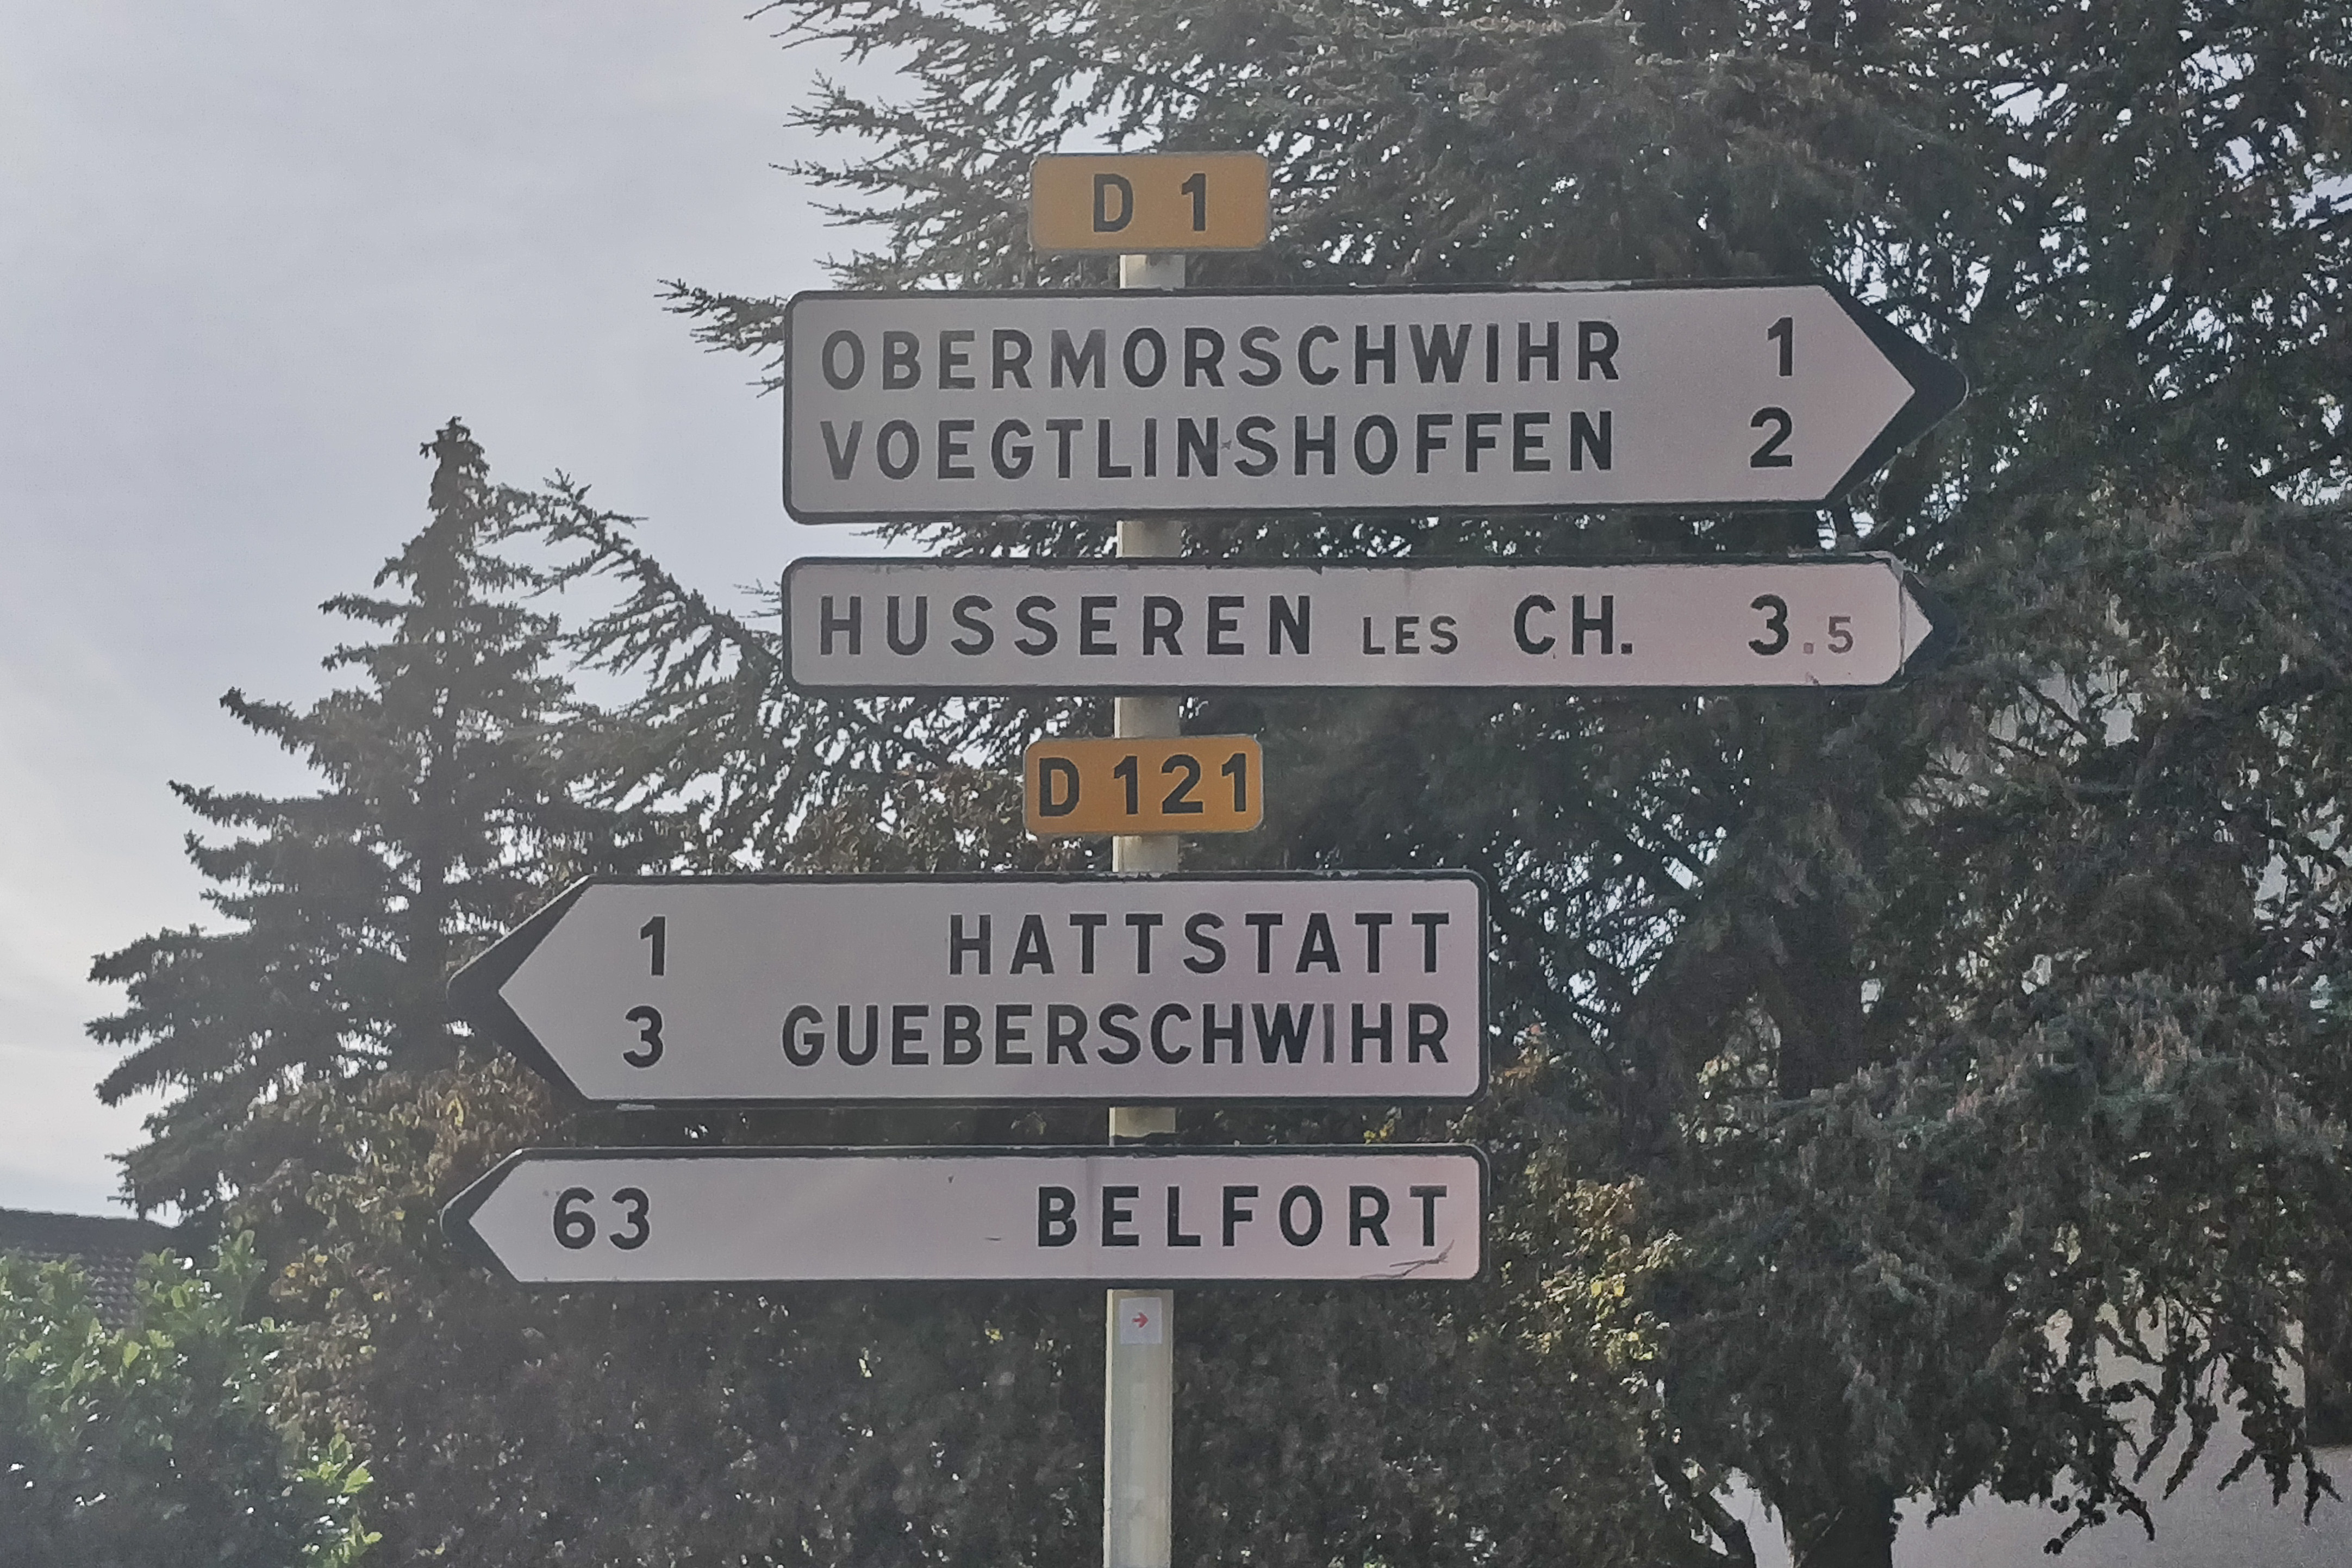 D 1
OBERMORSCHWIHR 1
VOEGTLINSHOFFEN 2
HUSSEREN LES CH. 3.5
D 121
1 HATTSTATT
3 GUEBERSCHWIHR
63 BELFORT